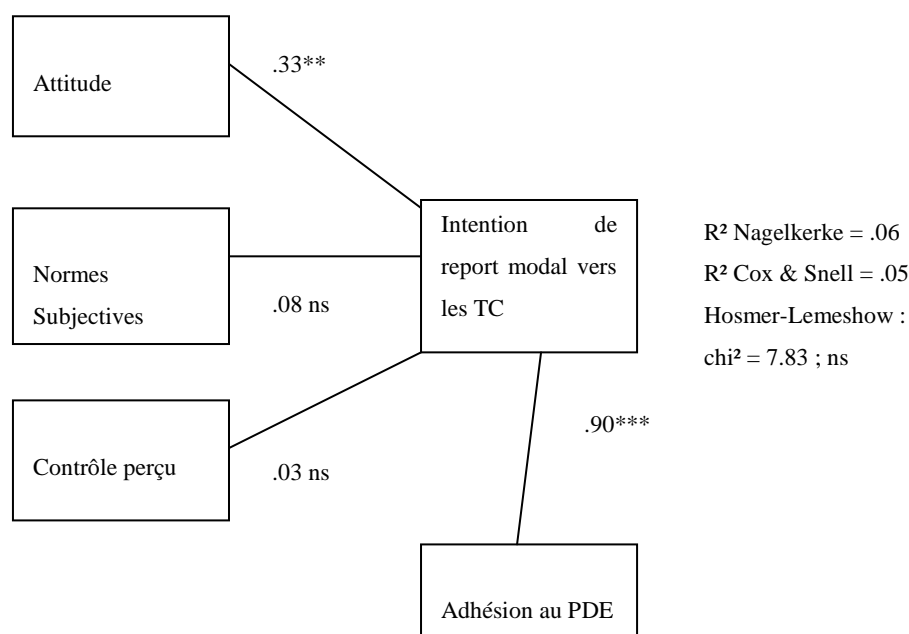 Attitude
.33**
Normes
Subjectives
.08 ns
Intention de
report modal vers
les TC
R² Nagelkerke = .06
R² Cox & Snell = .05
Hosmer-Lemeshow :
chi² = 7.83 ; ns
Contrôle perçu
.03 ns
.90***
Adhésion au PDE